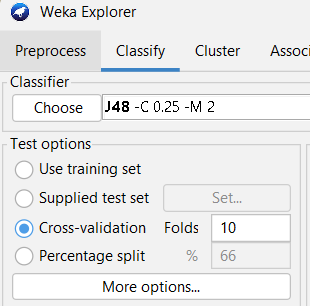 Weka Explorer
Preprocess Classify Cluster Associ
Classifier
Choose J48 -C 0.25 -M 2
Test options
Use training set
Supplied test set Set...
Cross-validation Folds 10
Percentage split % 66
More options...